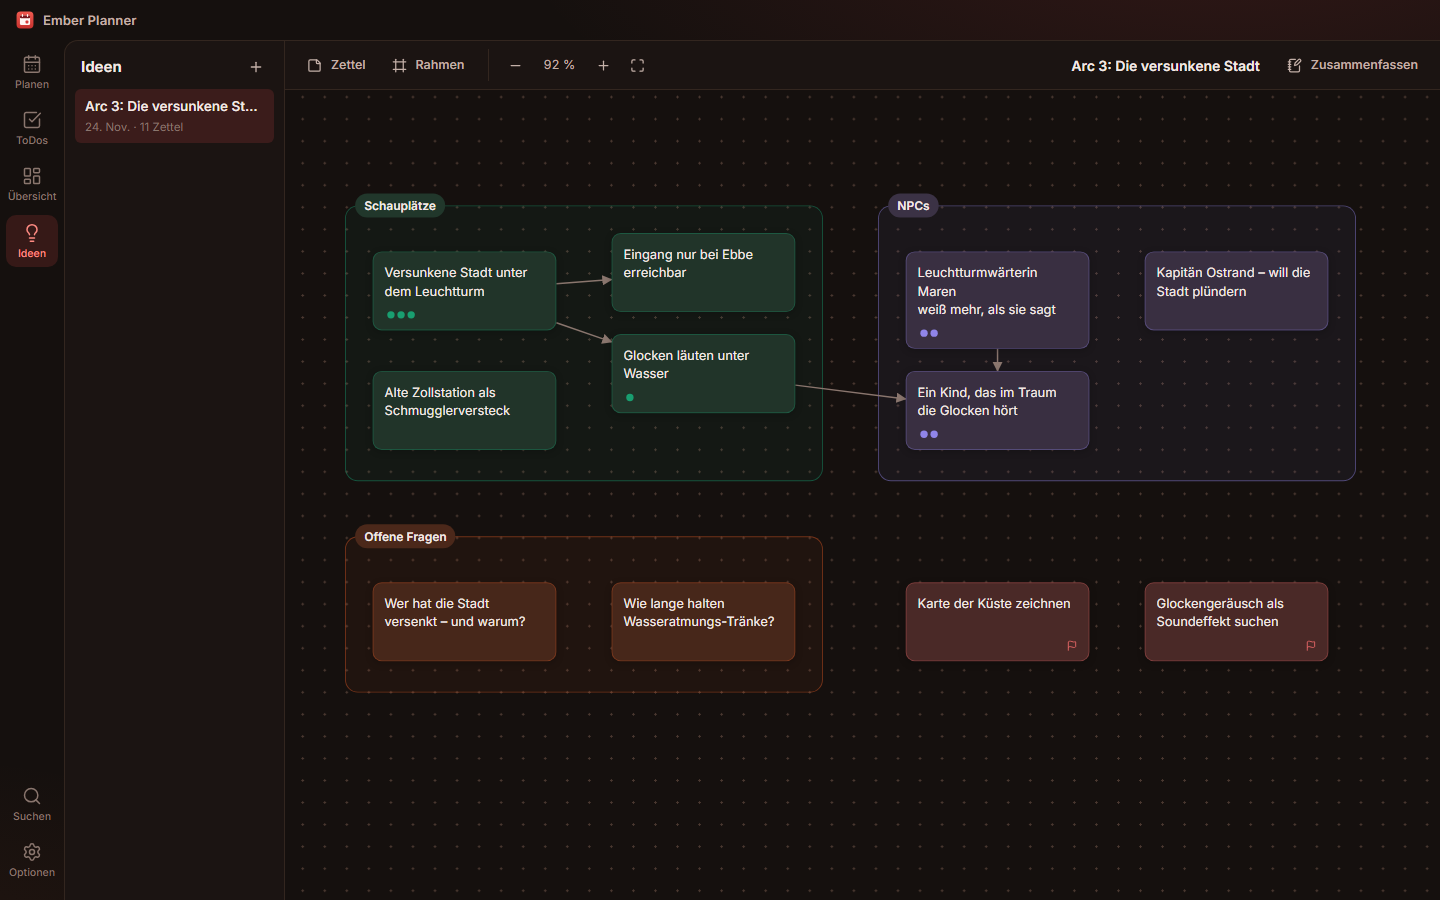 Ember Planner
Planen
ToDos
Übersicht
Ideen
Suchen
Optionen
Ideen
Arc 3: Die versunkene St...
24. Nov. · 11 Zettel
Zettel
Rahmen
92 %
Arc 3: Die versunkene Stadt
Zusammenfassen
Schauplätze
Versunkene Stadt unter
dem Leuchtturm
Eingang nur bei Ebbe
erreichbar
Glocken läuten unter
Wasser
Alte Zollstation als
Schmugglerversteck
NPCs
Leuchtturmwärterin
Maren
weiß mehr, als sie sagt
Kapitän Ostrand – will die
Stadt plündern
Ein Kind, das im Traum
die Glocken hört
Offene Fragen
Wer hat die Stadt
versenkt – und warum?
Wie lange halten
Wasseratmungs-Tränke?
Karte der Küste zeichnen
Glockengeräusch als
Soundeffekt suchen